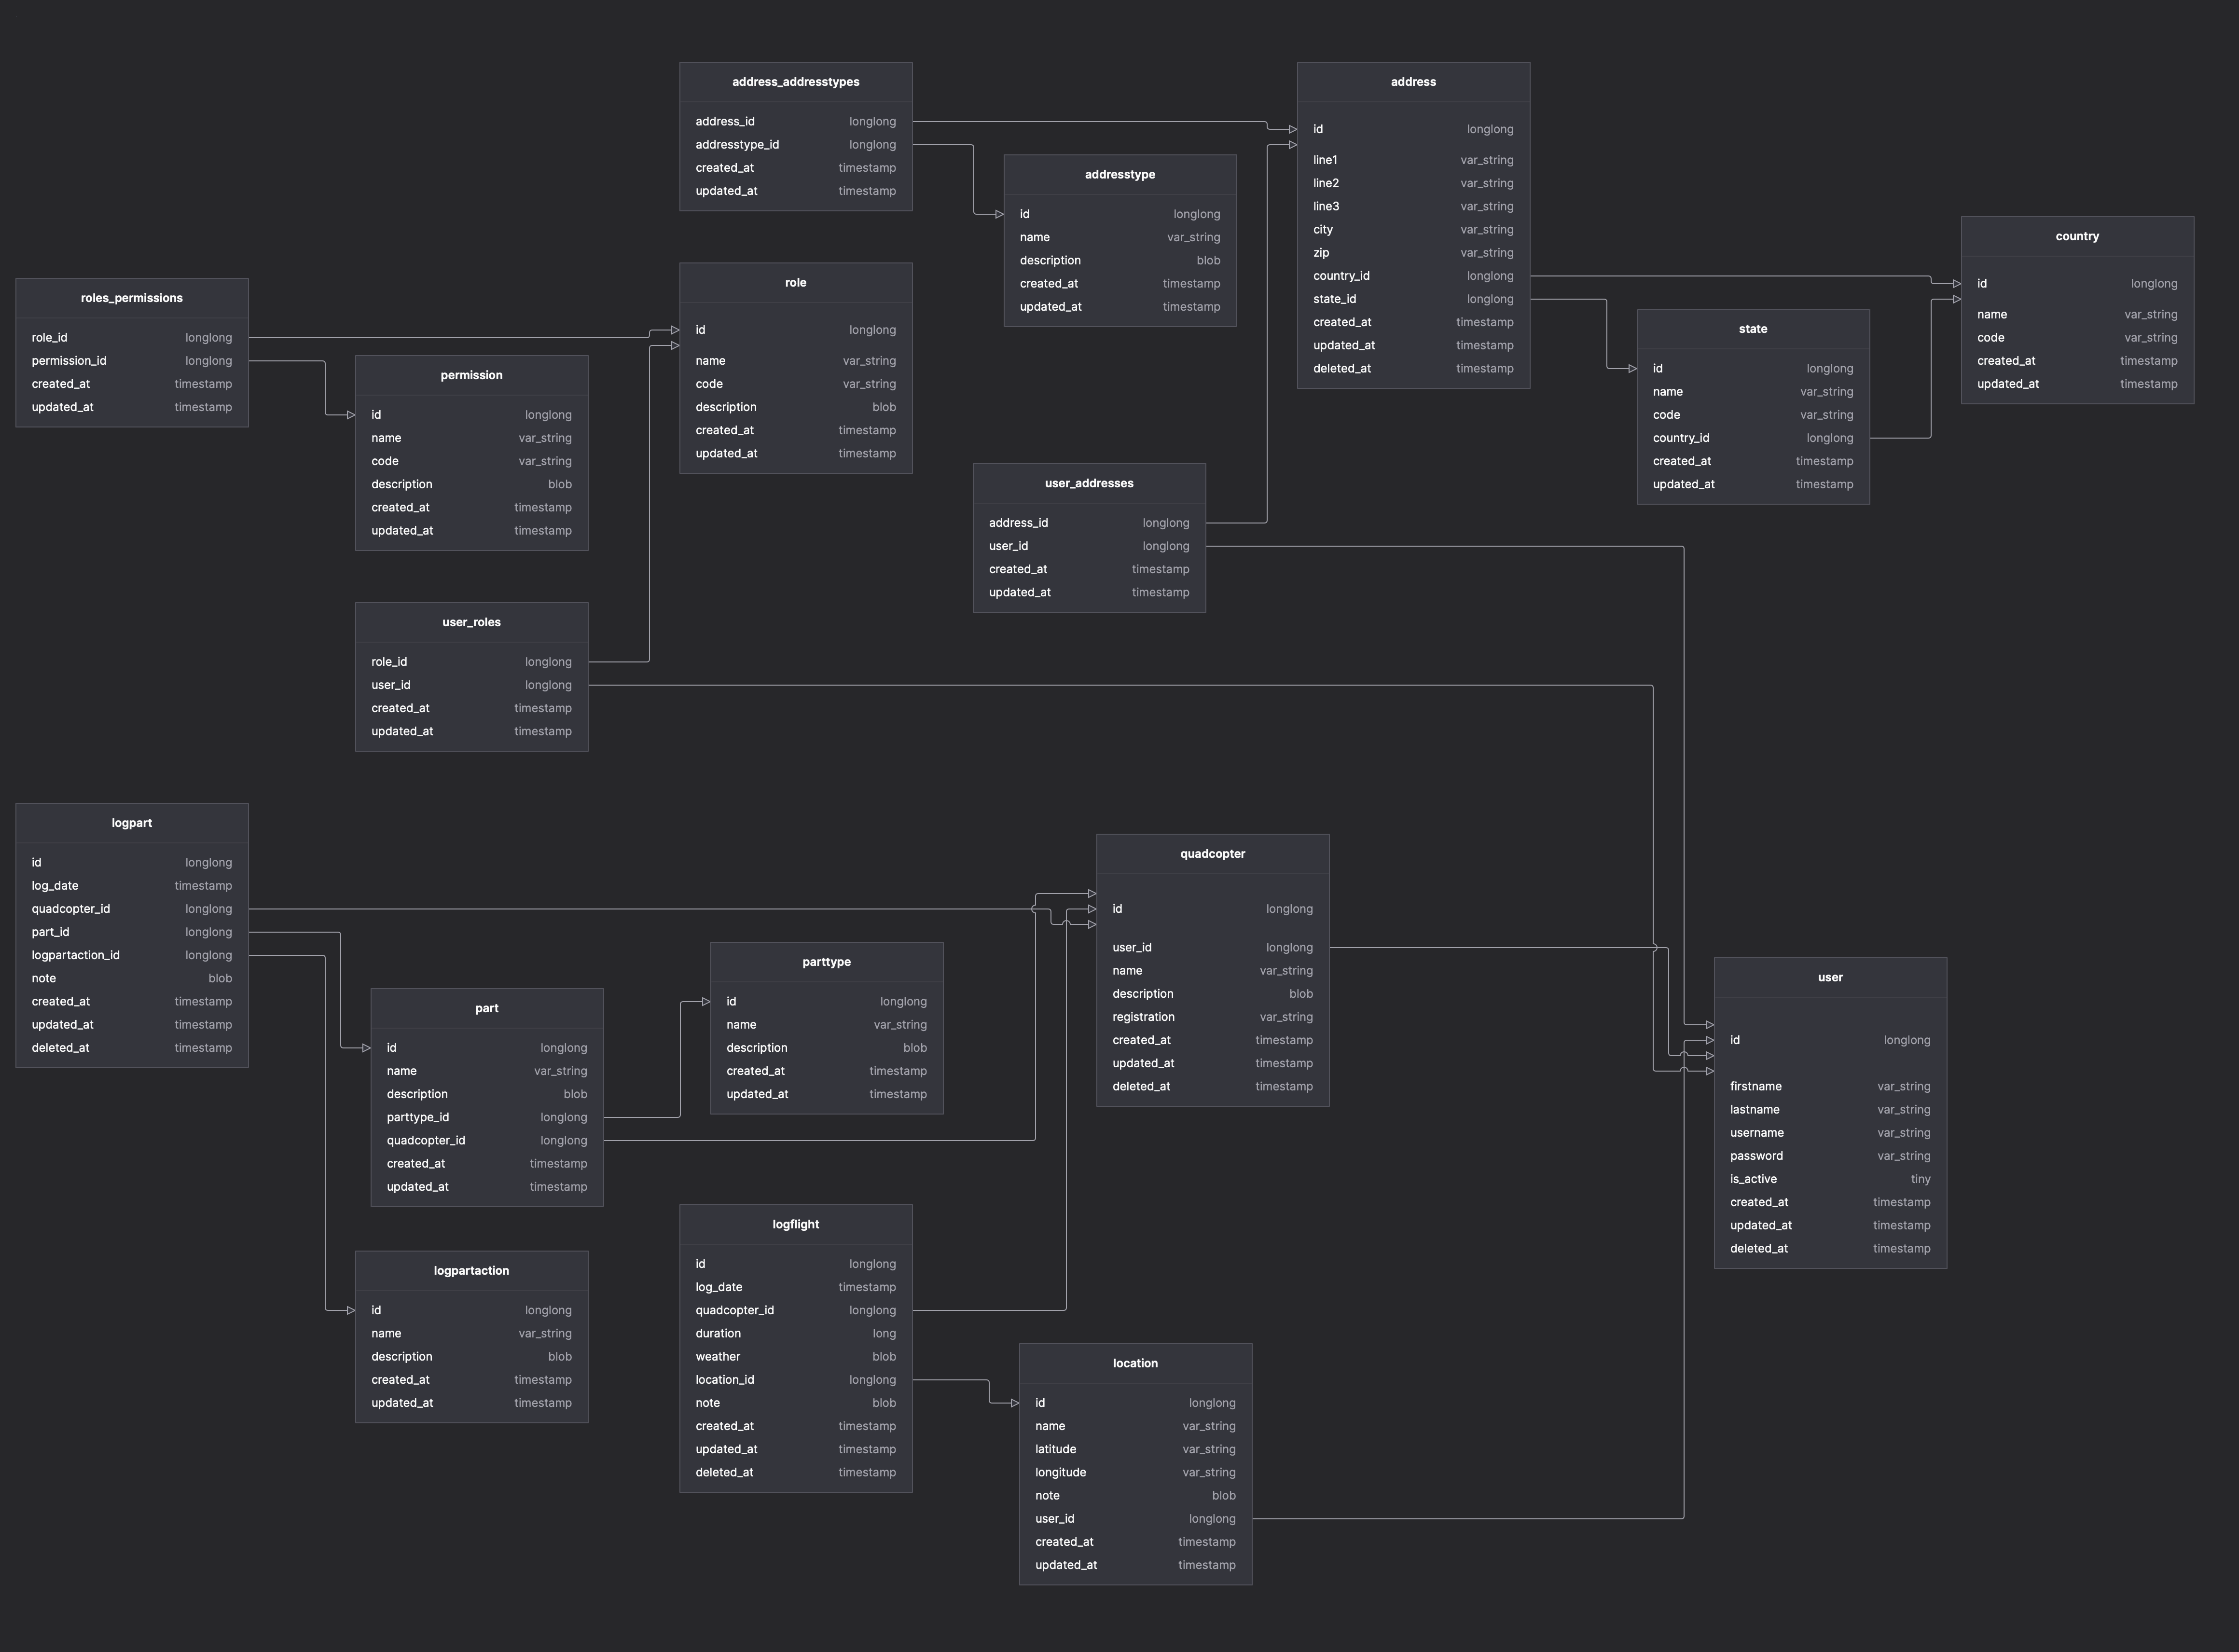 address_addresstypes
address_id longlong
addresstype_id longlong
created_at timestamp
updated_at timestamp
address
id longlong
line1 var_string
line2 var_string
line3 var_string
city var_string
zip var_string
country_id longlong
state_id longlong
created_at timestamp
updated_at timestamp
deleted_at timestamp
addresstype
id longlong
name var_string
description blob
created_at timestamp
updated_at timestamp
country
id longlong
name var_string
code var_string
created_at timestamp
updated_at timestamp
roles_permissions
role_id longlong
permission_id longlong
created_at timestamp
updated_at timestamp
role
id longlong
name var_string
code var_string
description blob
created_at timestamp
updated_at timestamp
state
id longlong
name var_string
code var_string
country_id longlong
created_at timestamp
updated_at timestamp
permission
id longlong
name var_string
code var_string
description blob
created_at timestamp
updated_at timestamp
user_addresses
address_id longlong
user_id longlong
created_at timestamp
updated_at timestamp
user_roles
role_id longlong
user_id longlong
created_at timestamp
updated_at timestamp
logpart
id longlong
log_date timestamp
quadcopter_id longlong
part_id longlong
logpartaction_id longlong
note blob
created_at timestamp
updated_at timestamp
deleted_at timestamp
quadcopter
id longlong
user_id longlong
name var_string
description blob
registration var_string
created_at timestamp
updated_at timestamp
deleted_at timestamp
parttype
id longlong
name var_string
description blob
created_at timestamp
updated_at timestamp
user
id longlong
firstname var_string
lastname var_string
username var_string
password var_string
is_active tiny
created_at timestamp
updated_at timestamp
deleted_at timestamp
part
id longlong
name var_string
description blob
parttype_id longlong
quadcopter_id longlong
created_at timestamp
updated_at timestamp
logflight
id longlong
log_date timestamp
quadcopter_id longlong
duration long
weather blob
location_id longlong
note blob
created_at timestamp
updated_at timestamp
deleted_at timestamp
logpartaction
id longlong
name var_string
description blob
created_at timestamp
updated_at timestamp
location
id longlong
name var_string
latitude var_string
longitude var_string
note blob
user_id longlong
created_at timestamp
updated_at timestamp